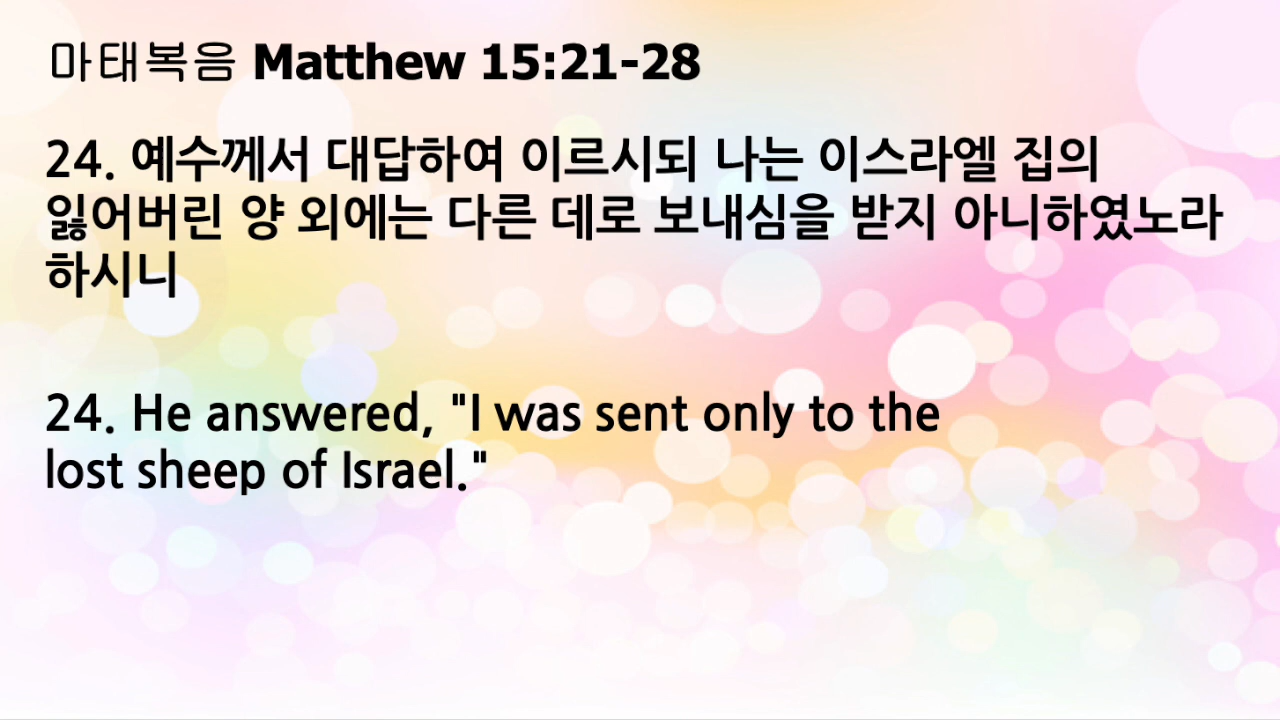 마태복음 Matthew 15:21-28
24. 예수께서 대답하여 이르시되 나는 이스라엘 집의
잃어버린 양 외에는 다른 데로 보내심을 받지 아니하였노라
하시니
24. He answered, "I was sent only to the
lost sheep of Israel."